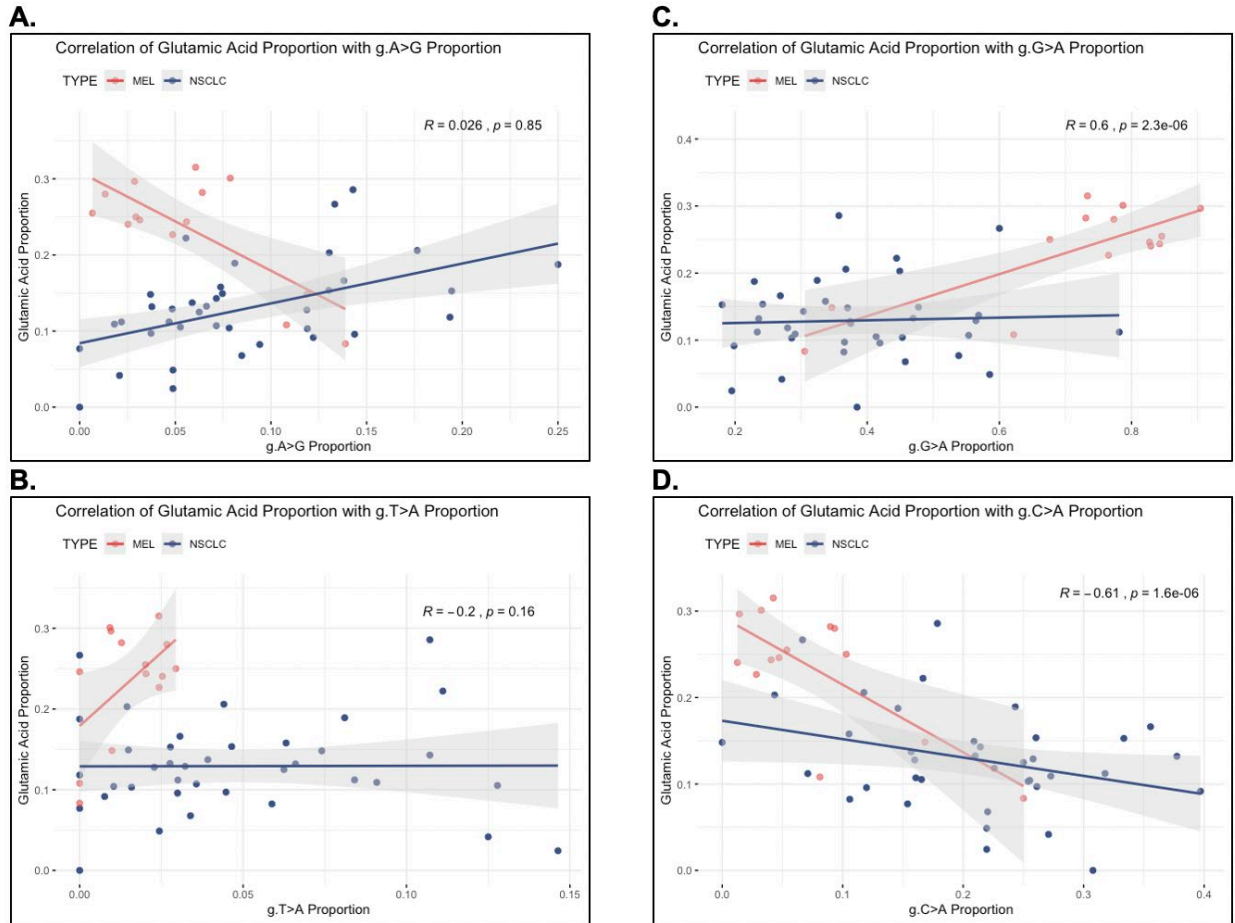 A.
Correlation of Glutamic Acid Proportion with g.A>G Proportion
TYPE MEL NSCLC
R = 0.026 , p = 0.85
Glutamic Acid Proportion
0.3
0.2
0.1
0.0
0.00 0.05 0.10 0.15 0.20 0.25
g.A>G Proportion
B.
Correlation of Glutamic Acid Proportion with g.T>A Proportion
TYPE MEL NSCLC
R = −0.2 , p = 0.16
Glutamic Acid Proportion
0.3
0.2
0.1
0.0
0.00 0.05 0.10 0.15
g.T>A Proportion
C.
Correlation of Glutamic Acid Proportion with g.G>A Proportion
TYPE MEL NSCLC
R = 0.6 , p = 2.3e-06
Glutamic Acid Proportion
0.4
0.3
0.2
0.1
0.0
0.2 0.4 0.6 0.8
g.G>A Proportion
D.
Correlation of Glutamic Acid Proportion with g.C>A Proportion
TYPE MEL NSCLC
R = −0.61 , p = 1.6e-06
Glutamic Acid Proportion
0.3
0.2
0.1
0.0
0.0 0.1 0.2 0.3 0.4
g.C>A Proportion